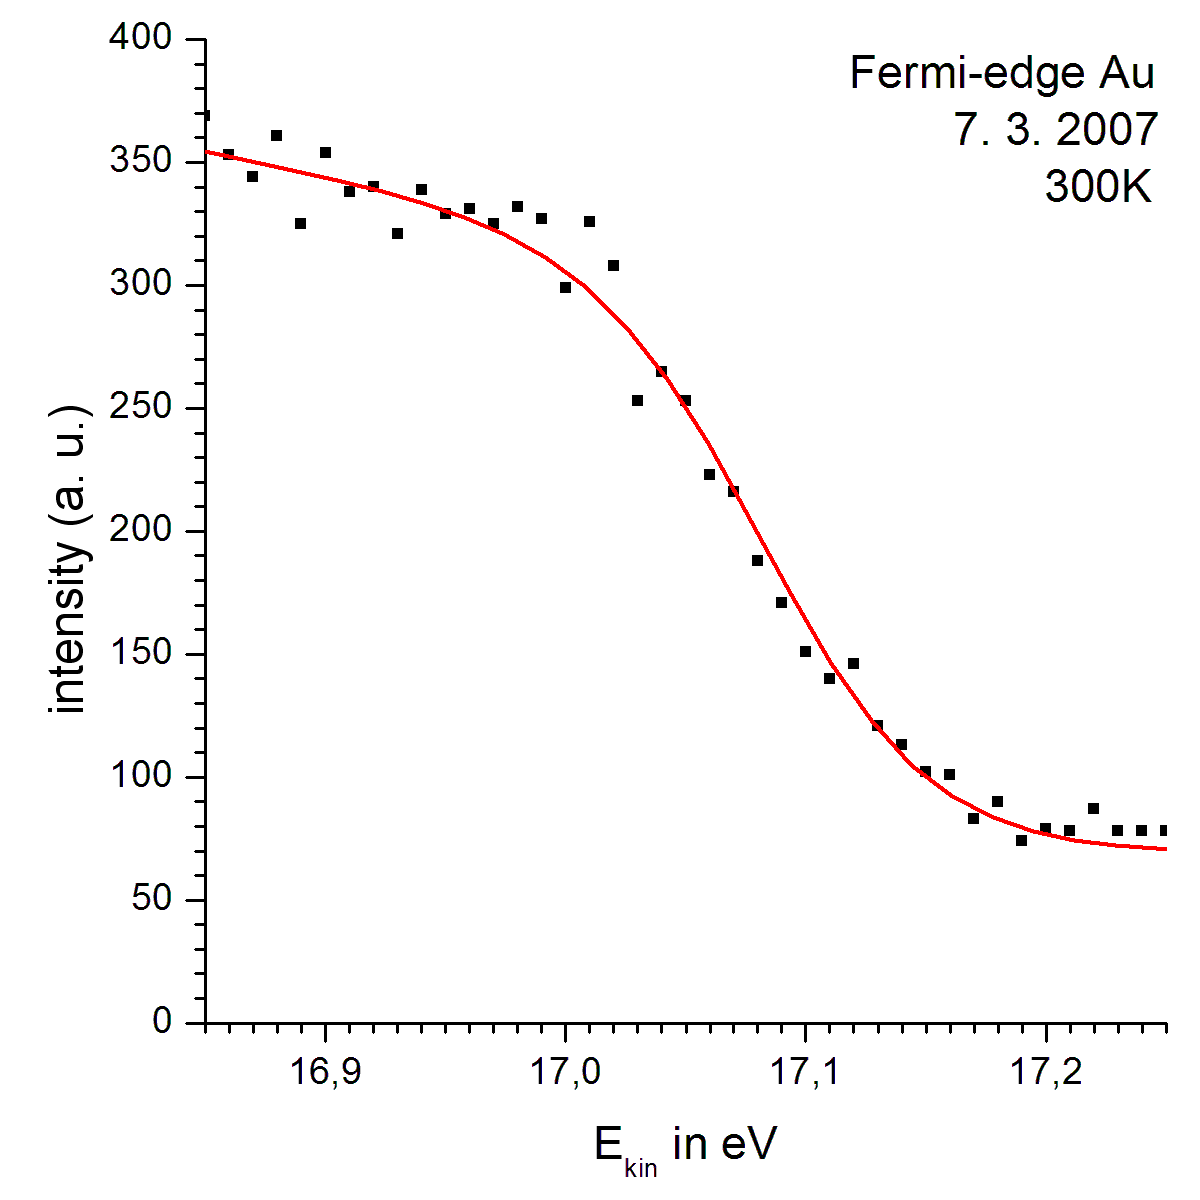 Fermi-edge Au
7. 3. 2007
300K
400
350
300
250
200
150
100
50
0
intensity (a. u.)
16,9 17,0 17,1 17,2
E_kin in eV